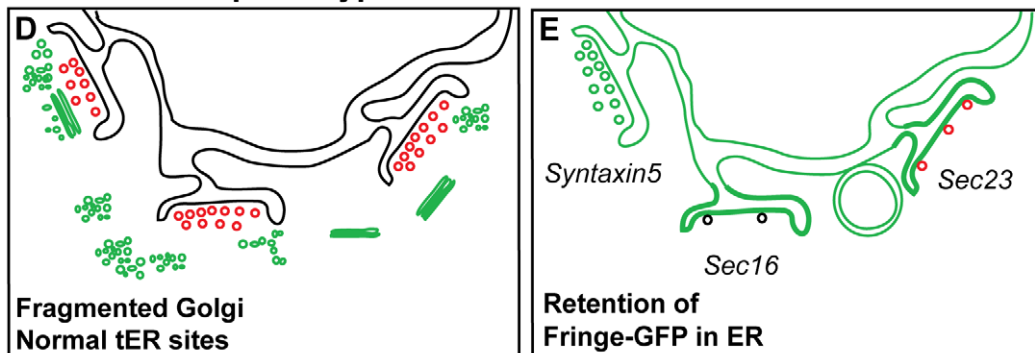 D
Fragmented Golgi
Normal tER sites
E
Syntaxin5
Sec23
Sec16
Retention of
Fringe-GFP in ER